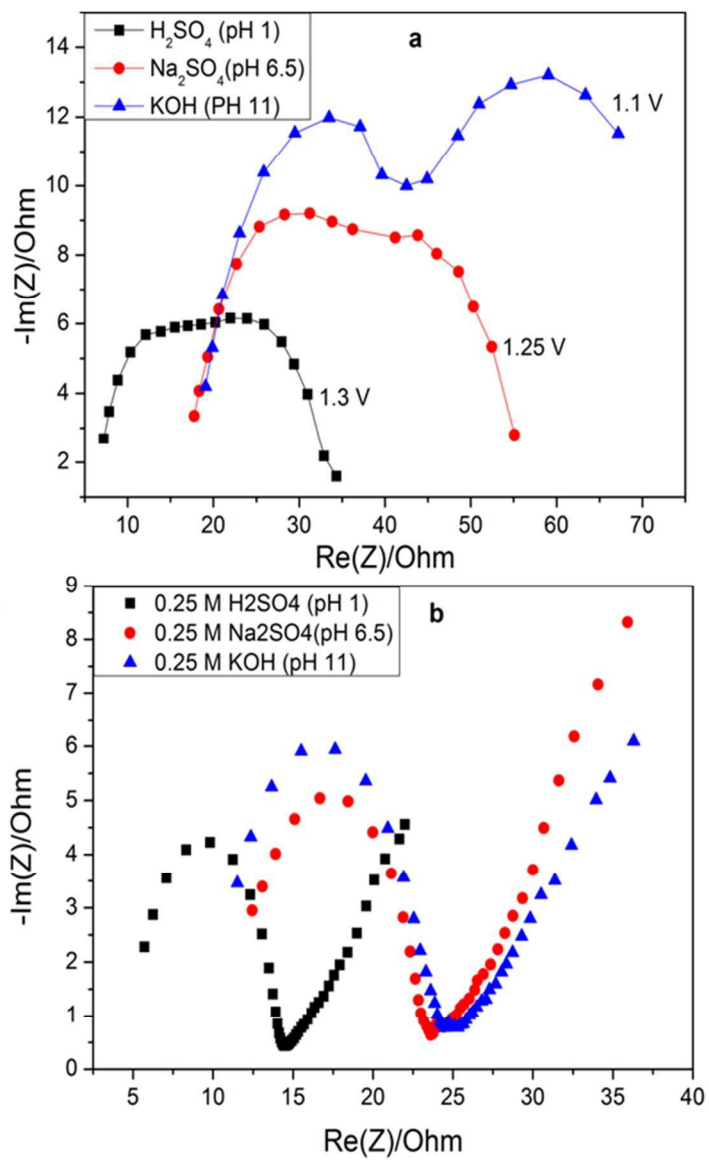 a
H₂SO₄ (pH 1)
Na₂SO₄(pH 6.5)
KOH (PH 11)
1.1 V
1.25 V
1.3 V
14
12
10
8
6
4
2
-Im(Z)/Ohm
10 20 30 40 50 60 70
Re(Z)/Ohm
b
0.25 M H2SO4 (pH 1)
0.25 M Na2SO4(pH 6.5)
0.25 M KOH (pH 11)
9
8
7
6
5
4
3
2
1
0
-Im(Z)/Ohm
5 10 15 20 25 30 35 40
Re(Z)/Ohm